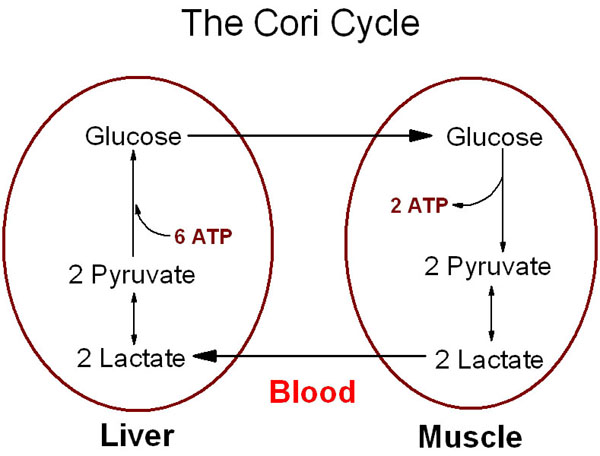 The Cori Cycle
Glucose
Glucose
6 ATP
2 ATP
2 Pyruvate
2 Pyruvate
2 Lactate
2 Lactate
Blood
Liver
Muscle